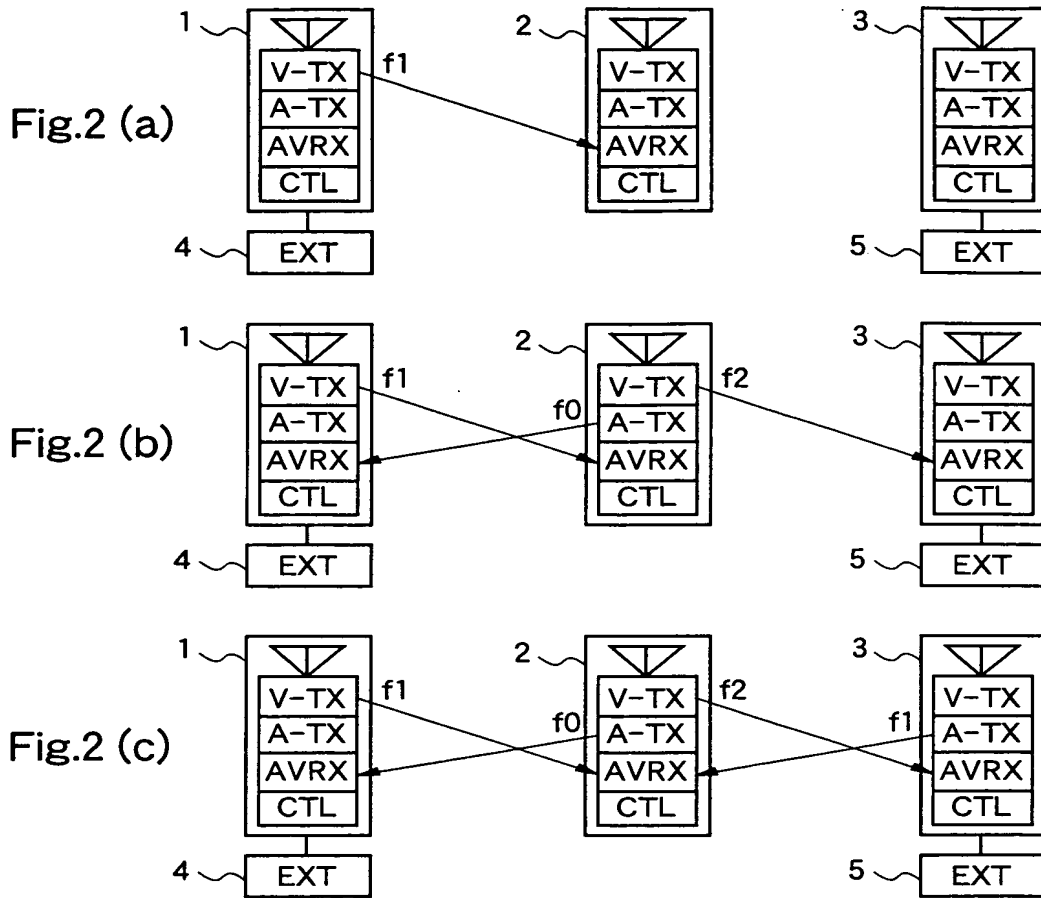 Fig.2 (a)
1
V-TX
A-TX
AVRX
CTL
4
EXT
f1
2
V-TX
A-TX
AVRX
CTL
3
V-TX
A-TX
AVRX
CTL
5
EXT
Fig.2 (b)
1
V-TX
A-TX
AVRX
CTL
4
EXT
f1
f0
2
V-TX
A-TX
AVRX
CTL
f2
3
V-TX
A-TX
AVRX
CTL
5
EXT
Fig.2 (c)
1
V-TX
A-TX
AVRX
CTL
4
EXT
f1
f0
2
V-TX
A-TX
AVRX
CTL
f2
f1
3
V-TX
A-TX
AVRX
CTL
5
EXT